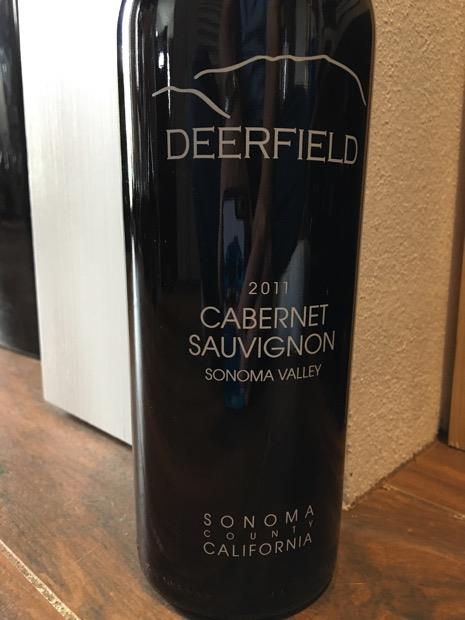 DEERFIELD
2011
CABERNET
SAUVIGNON
SONOMA VALLEY
SONOMA
COUNTY
CALIFORNIA